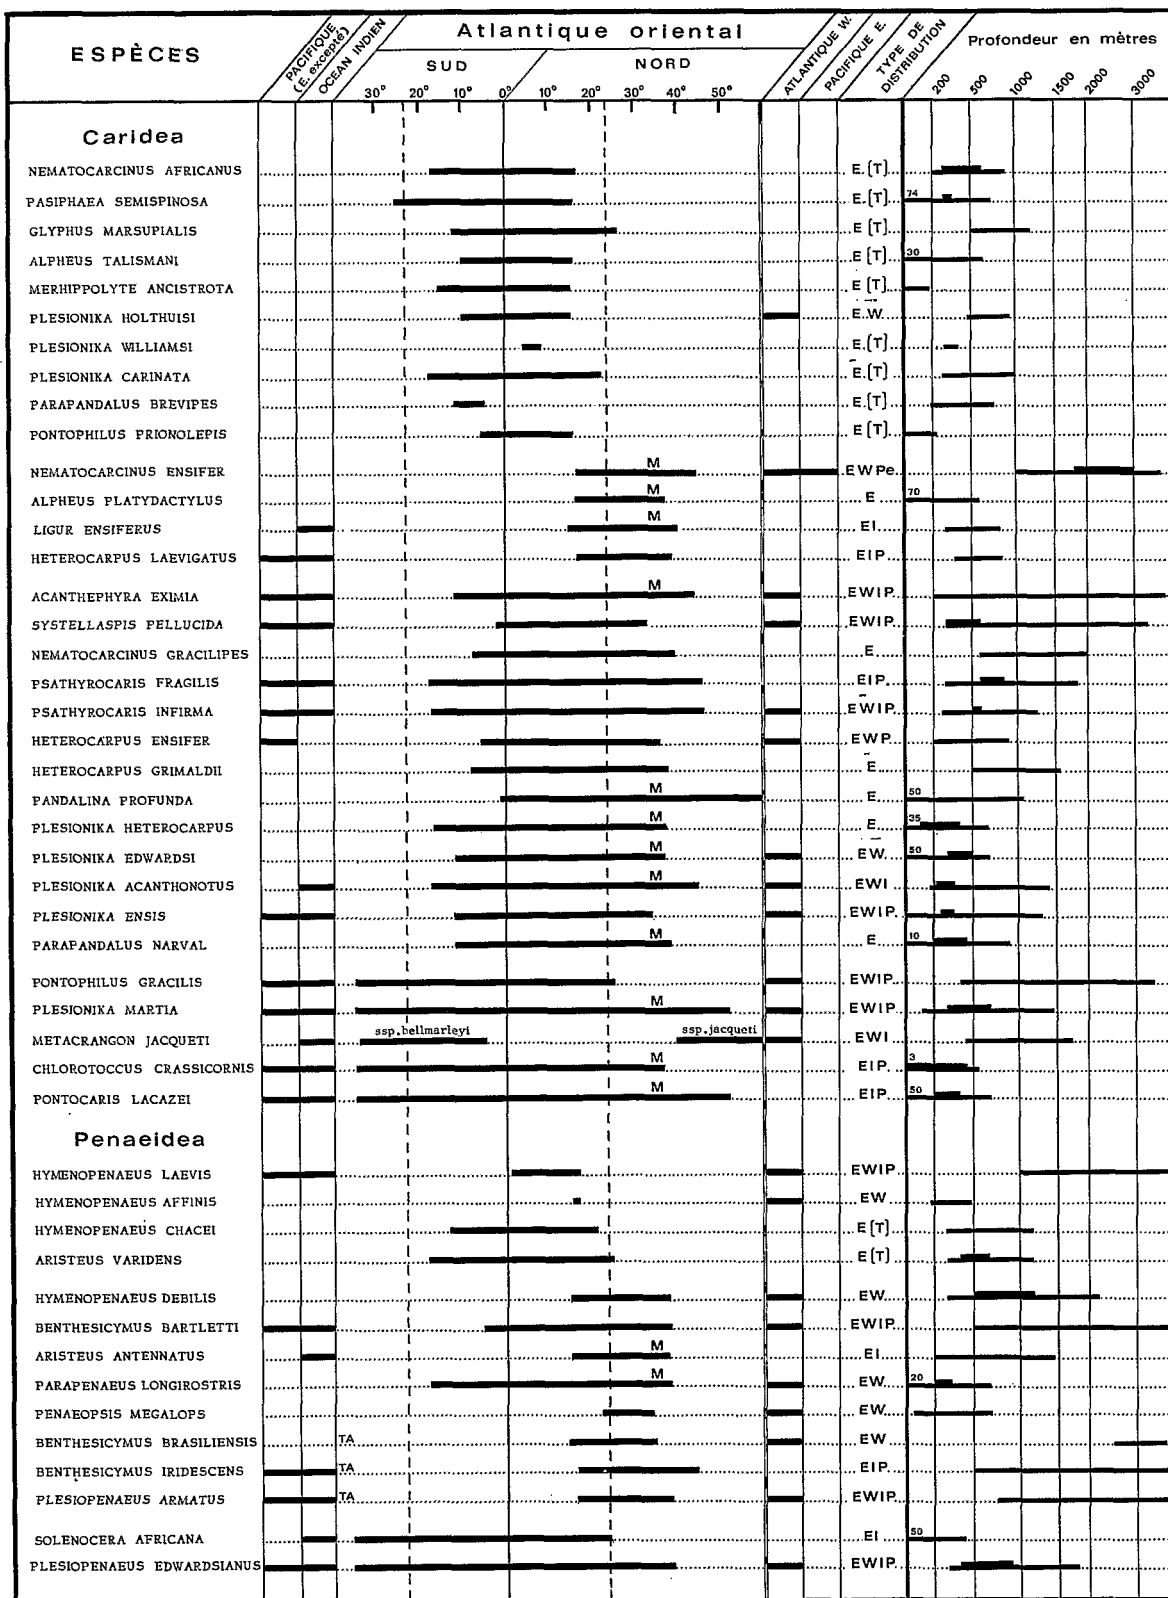 ESPÈCES
PACIFIQUE (E. excepté)
OCEAN INDIEN
Atlantique oriental
SUD
NORD
30° 20° 10° 0° 10° 20° 30° 40° 50°
ATLANTIQUE W.
PACIFIQUE E.
TYPE DE DISTRIBUTION
Profondeur en mètres
200 500 1000 1500 2000 3000
Caridea
NEMATOCARCINUS AFRICANUS E.[T]
PASIPHAEA SEMISPINOSA E.[T] 74
GLYPHUS MARSUPIALIS E[T]
ALPHEUS TALISMANI E[T] 30
MERHIPPOLYTE ANCISTROTA E[T]
PLESIONIKA HOLTHUISI E.W
PLESIONIKA WILLIAMSI E.[T]
PLESIONIKA CARINATA E.[T]
PARAPANDALUS BREVIPES E.[T]
PONTOPHILUS PRIONOLEPIS E[T]
NEMATOCARCINUS ENSIFER M EWPe
ALPHEUS PLATYDACTYLUS M E 70
LIGUR ENSIFERUS M EI
HETEROCARPUS LAEVIGATUS EIP
ACANTHEPHYRA EXIMIA M EWIP
SYSTELLASPIS PELLUCIDA EWIP
NEMATOCARCINUS GRACILIPES E
PSATHYROCARIS FRAGILIS EIP
PSATHYROCARIS INFIRMA EWIP
HETEROCARPUS ENSIFER EWP
HETEROCARPUS GRIMALDII E
PANDALINA PROFUNDA M E 50
PLESIONIKA HETEROCARPUS M E 35
PLESIONIKA EDWARDSI M EW 50
PLESIONIKA ACANTHONOTUS M EWI
PLESIONIKA ENSIS EWIP
PARAPANDALUS NARVAL M E 10
PONTOPHILUS GRACILIS EWIP
PLESIONIKA MARTIA M EWIP
METACRANGON JACQUETI ssp.bellmarleyi ssp.jacqueti EWI
CHLOROTOCCUS CRASSICORNIS M EIP 3
PONTOCARIS LACAZEI M EIP 50
Penaeidea
HYMENOPENAEUS LAEVIS EWIP
HYMENOPENAEUS AFFINIS EW
HYMENOPENAEUS CHACEI E[T]
ARISTEUS VARIDENS E[T]
HYMENOPENAEUS DEBILIS EW
BENTHESICYMUS BARTLETTI EWIP
ARISTEUS ANTENNATUS M EI
PARAPENAEUS LONGIROSTRIS M EW 20
PENAEOPSIS MEGALOPS EW
BENTHESICYMUS BRASILIENSIS TA EW
BENTHESICYMUS IRIDESCENS TA EIP
PLESIOPENAEUS ARMATUS TA EWIP
SOLENOCERA AFRICANA EI 50
PLESIOPENAEUS EDWARDSIANUS EWIP